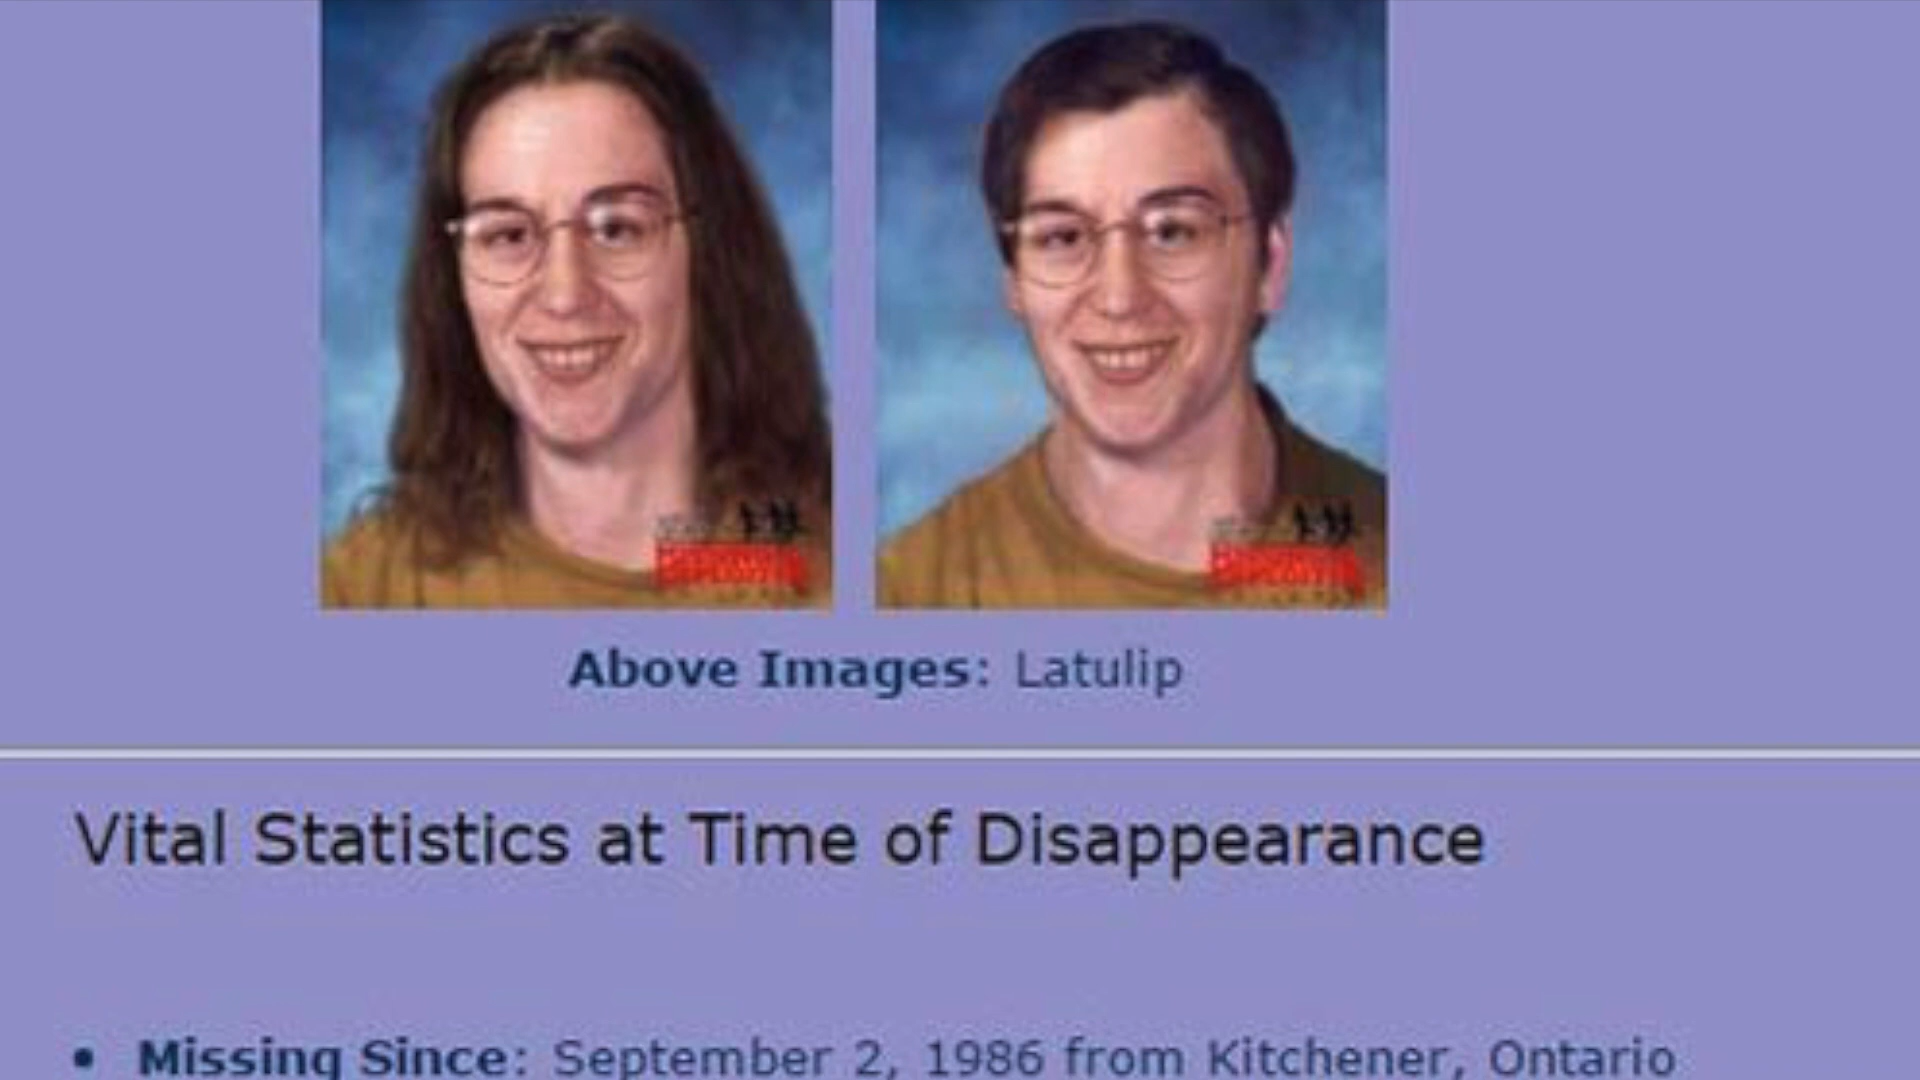 Above Images: Latulip
Vital Statistics at Time of Disappearance
• Missing Since: September 2, 1986 from Kitchener, Ontario